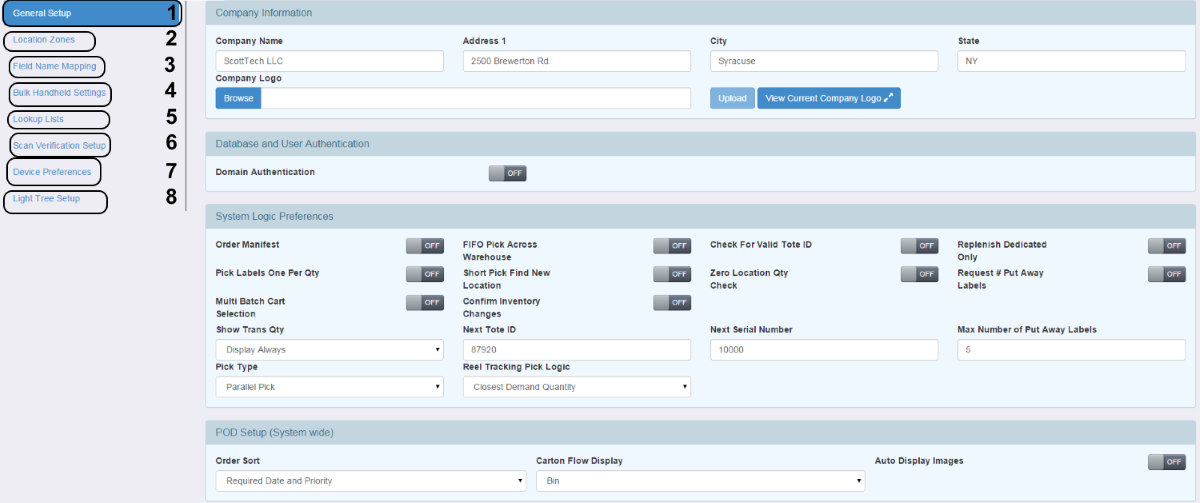 General Setup 1
Location Zones 2
Field Name Mapping 3
Bulk Handheld Settings 4
Lookup Lists 5
Scan Verification Setup 6
Device Preferences 7
Light Tree Setup 8
Company Information
Company Name Address 1 City State
ScottTech LLC 2500 Brewerton Rd. Syracuse NY
Company Logo
Browse Upload View Current Company Logo
Database and User Authentication
Domain Authentication OFF
System Logic Preferences
Order Manifest OFF FIFO Pick Across OFF Check For Valid Tote ID OFF Replenish Dedicated OFF
Warehouse Only
Pick Labels One Per Qty OFF Short Pick Find New OFF Zero Location Qty OFF Request # Put Away OFF
Location Check Labels
Multi Batch Cart OFF Confirm Inventory OFF
Selection Changes
Show Trans Qty Next Tote ID Next Serial Number Max Number of Put Away Labels
Display Always 87920 10000 5
Pick Type Reel Tracking Pick Logic
Parallel Pick Closest Demand Quantity
POD Setup (System wide)
Order Sort Carton Flow Display Auto Display Images OFF
Required Date and Priority Bin